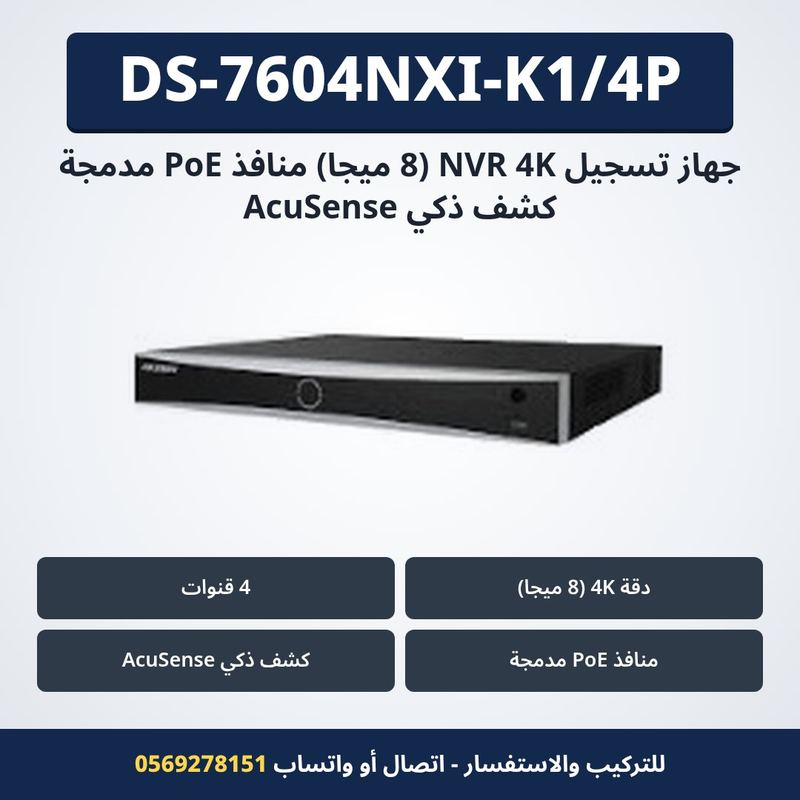 DS-7604NXI-K1/4P
جهاز تسجيل NVR 4K (8 ميجا) منافذ PoE مدمجة
كشف ذكي AcuSense
دقة 4K (8 ميجا)
4 قنوات
منافذ PoE مدمجة
كشف ذكي AcuSense
للتركيب والاستفسار - اتصال أو واتساب 0569278151